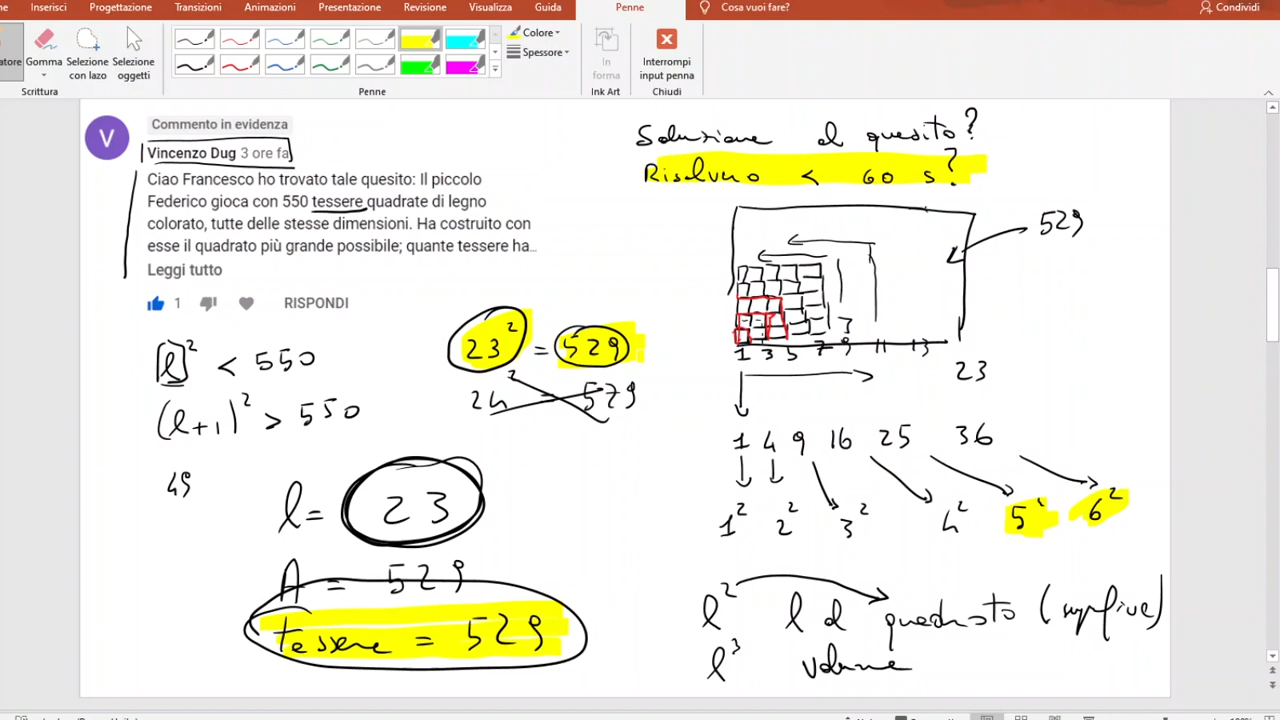 Inserisci Progettazione Transizioni Animazioni Presentazione Revisione Visualizza Guida Penne Cosa vuoi fare? Condividi
Gomma
Selezione con lazo
Selezione oggetti
Colore
Spessore
In forma
Interrompi input penna
Scrittura Penne Ink Art Chiudi
V
Commento in evidenza
Vincenzo Dug 3 ore fa
Ciao Francesco ho trovato tale quesito: Il piccolo
Federico gioca con 550 tessere quadrate di legno
colorato, tutte delle stesse dimensioni. Ha costruito con
esse il quadrato più grande possibile; quante tessere ha...
Leggi tutto
1 RISPONDI
[l]² < 550
(l+1)² > 550
49
23² = 529
24² = 579
l = 23
A = 529
tessere = 529
Soluzione al quesito?
Risolverlo < 60 s?
529
1 3 5 7 9 11 13
23
1 4 9 16 25 36
1² 2² 3² 4² 5² 6²
l² l al quadrato
l³ volume